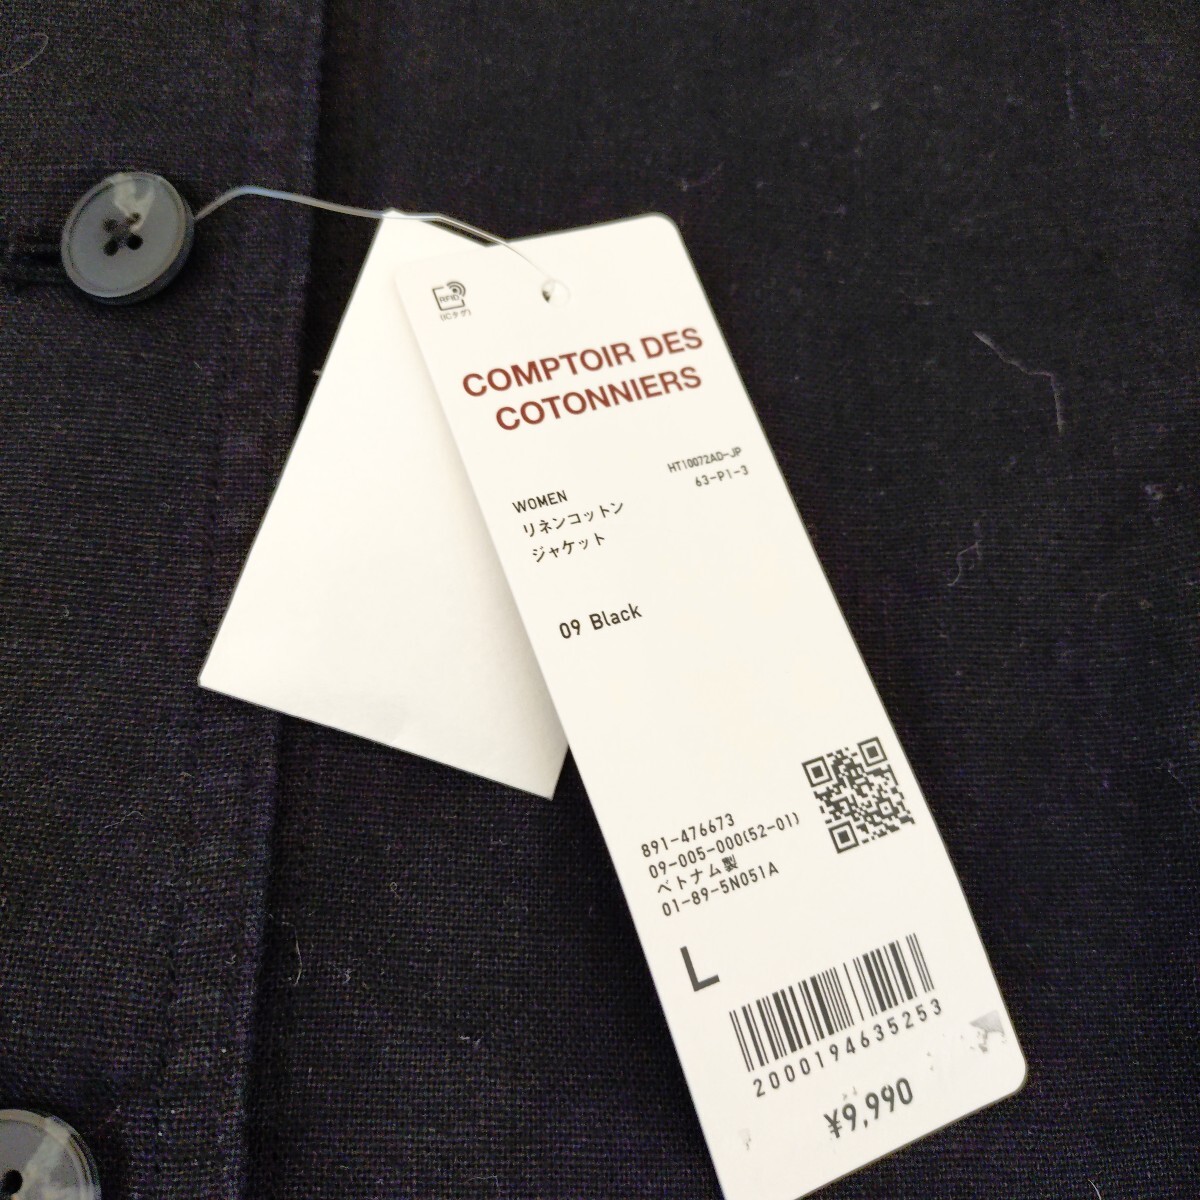 RFID
(ICタグ)
COMPTOIR DES
COTONNIERS
HT10072AD-JP
63-P1-3
WOMEN
リネンコットン
ジャケット
09 Black
891-476673
09-005-000(52-01)
ベトナム製
01-89-5N051A
L
2000194635253
¥9,990